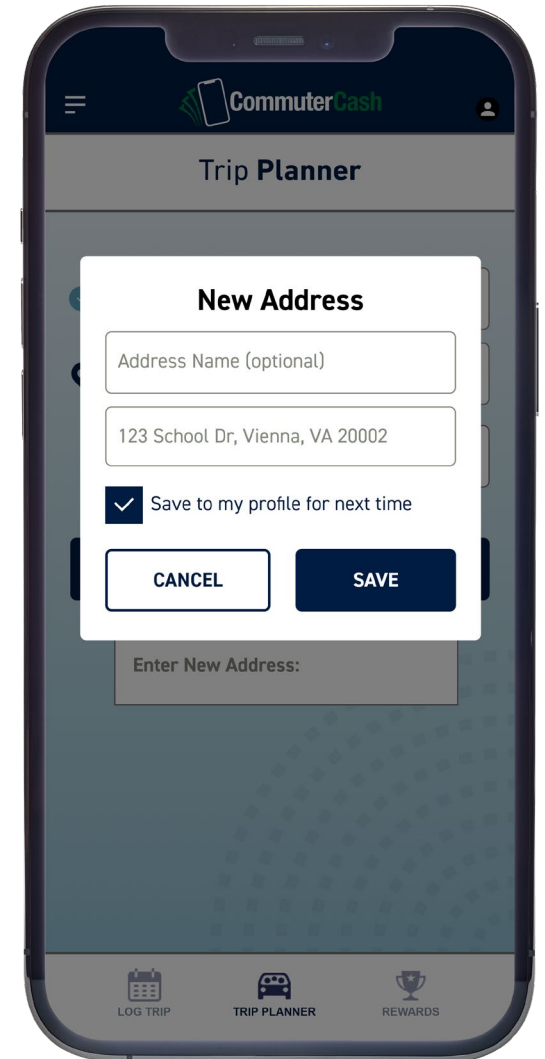 CommuterCash
Trip Planner
New Address
Address Name (optional)
123 School Dr, Vienna, VA 20002
Save to my profile for next time
CANCEL
SAVE
Enter New Address:
LOG TRIP
TRIP PLANNER
REWARDS